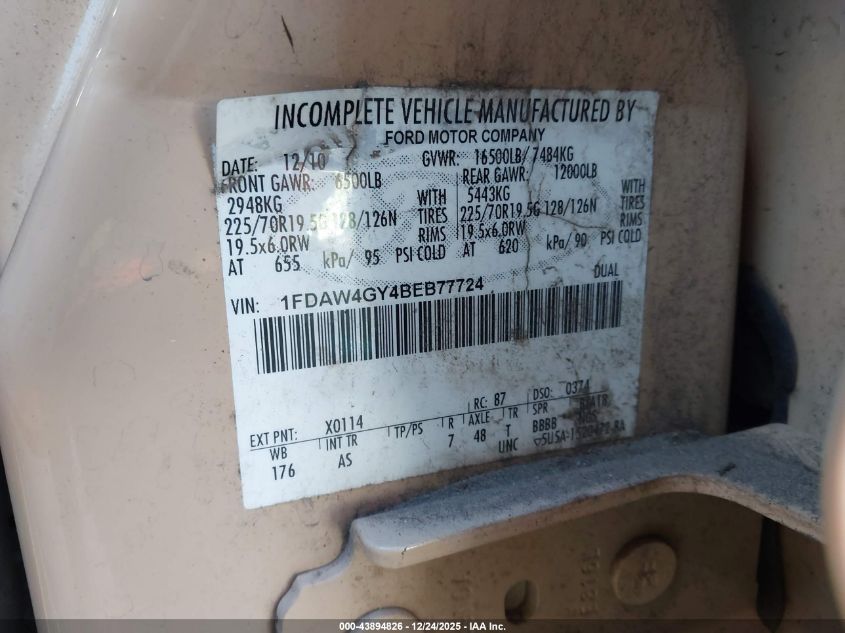 INCOMPLETE VEHICLE MANUFACTURED BY
FORD MOTOR COMPANY
DATE: 12/10 GVWR: 16500LB/ 7484KG
FRONT GAWR: 6500LB REAR GAWR: 12000LB
2948KG WITH 5443KG WITH
225/70R19.5G 128/126N TIRES 225/70R19.5G 128/126N TIRES
19.5x6.0RW RIMS 19.5x6.0RW RIMS
AT 655 kPa/ 95 PSI COLD AT 620 kPa/ 90 PSI COLD
DUAL
VIN: 1FDAW4GY4BEB77724
EXT PNT: X0114 RC: 87 DSO: 0374
WB INT TR TP/PS R AXLE TR SPR
176 AS 7 48 T BBBB
UNC
000-43894826 - 12/24/2025 - IAA Inc.